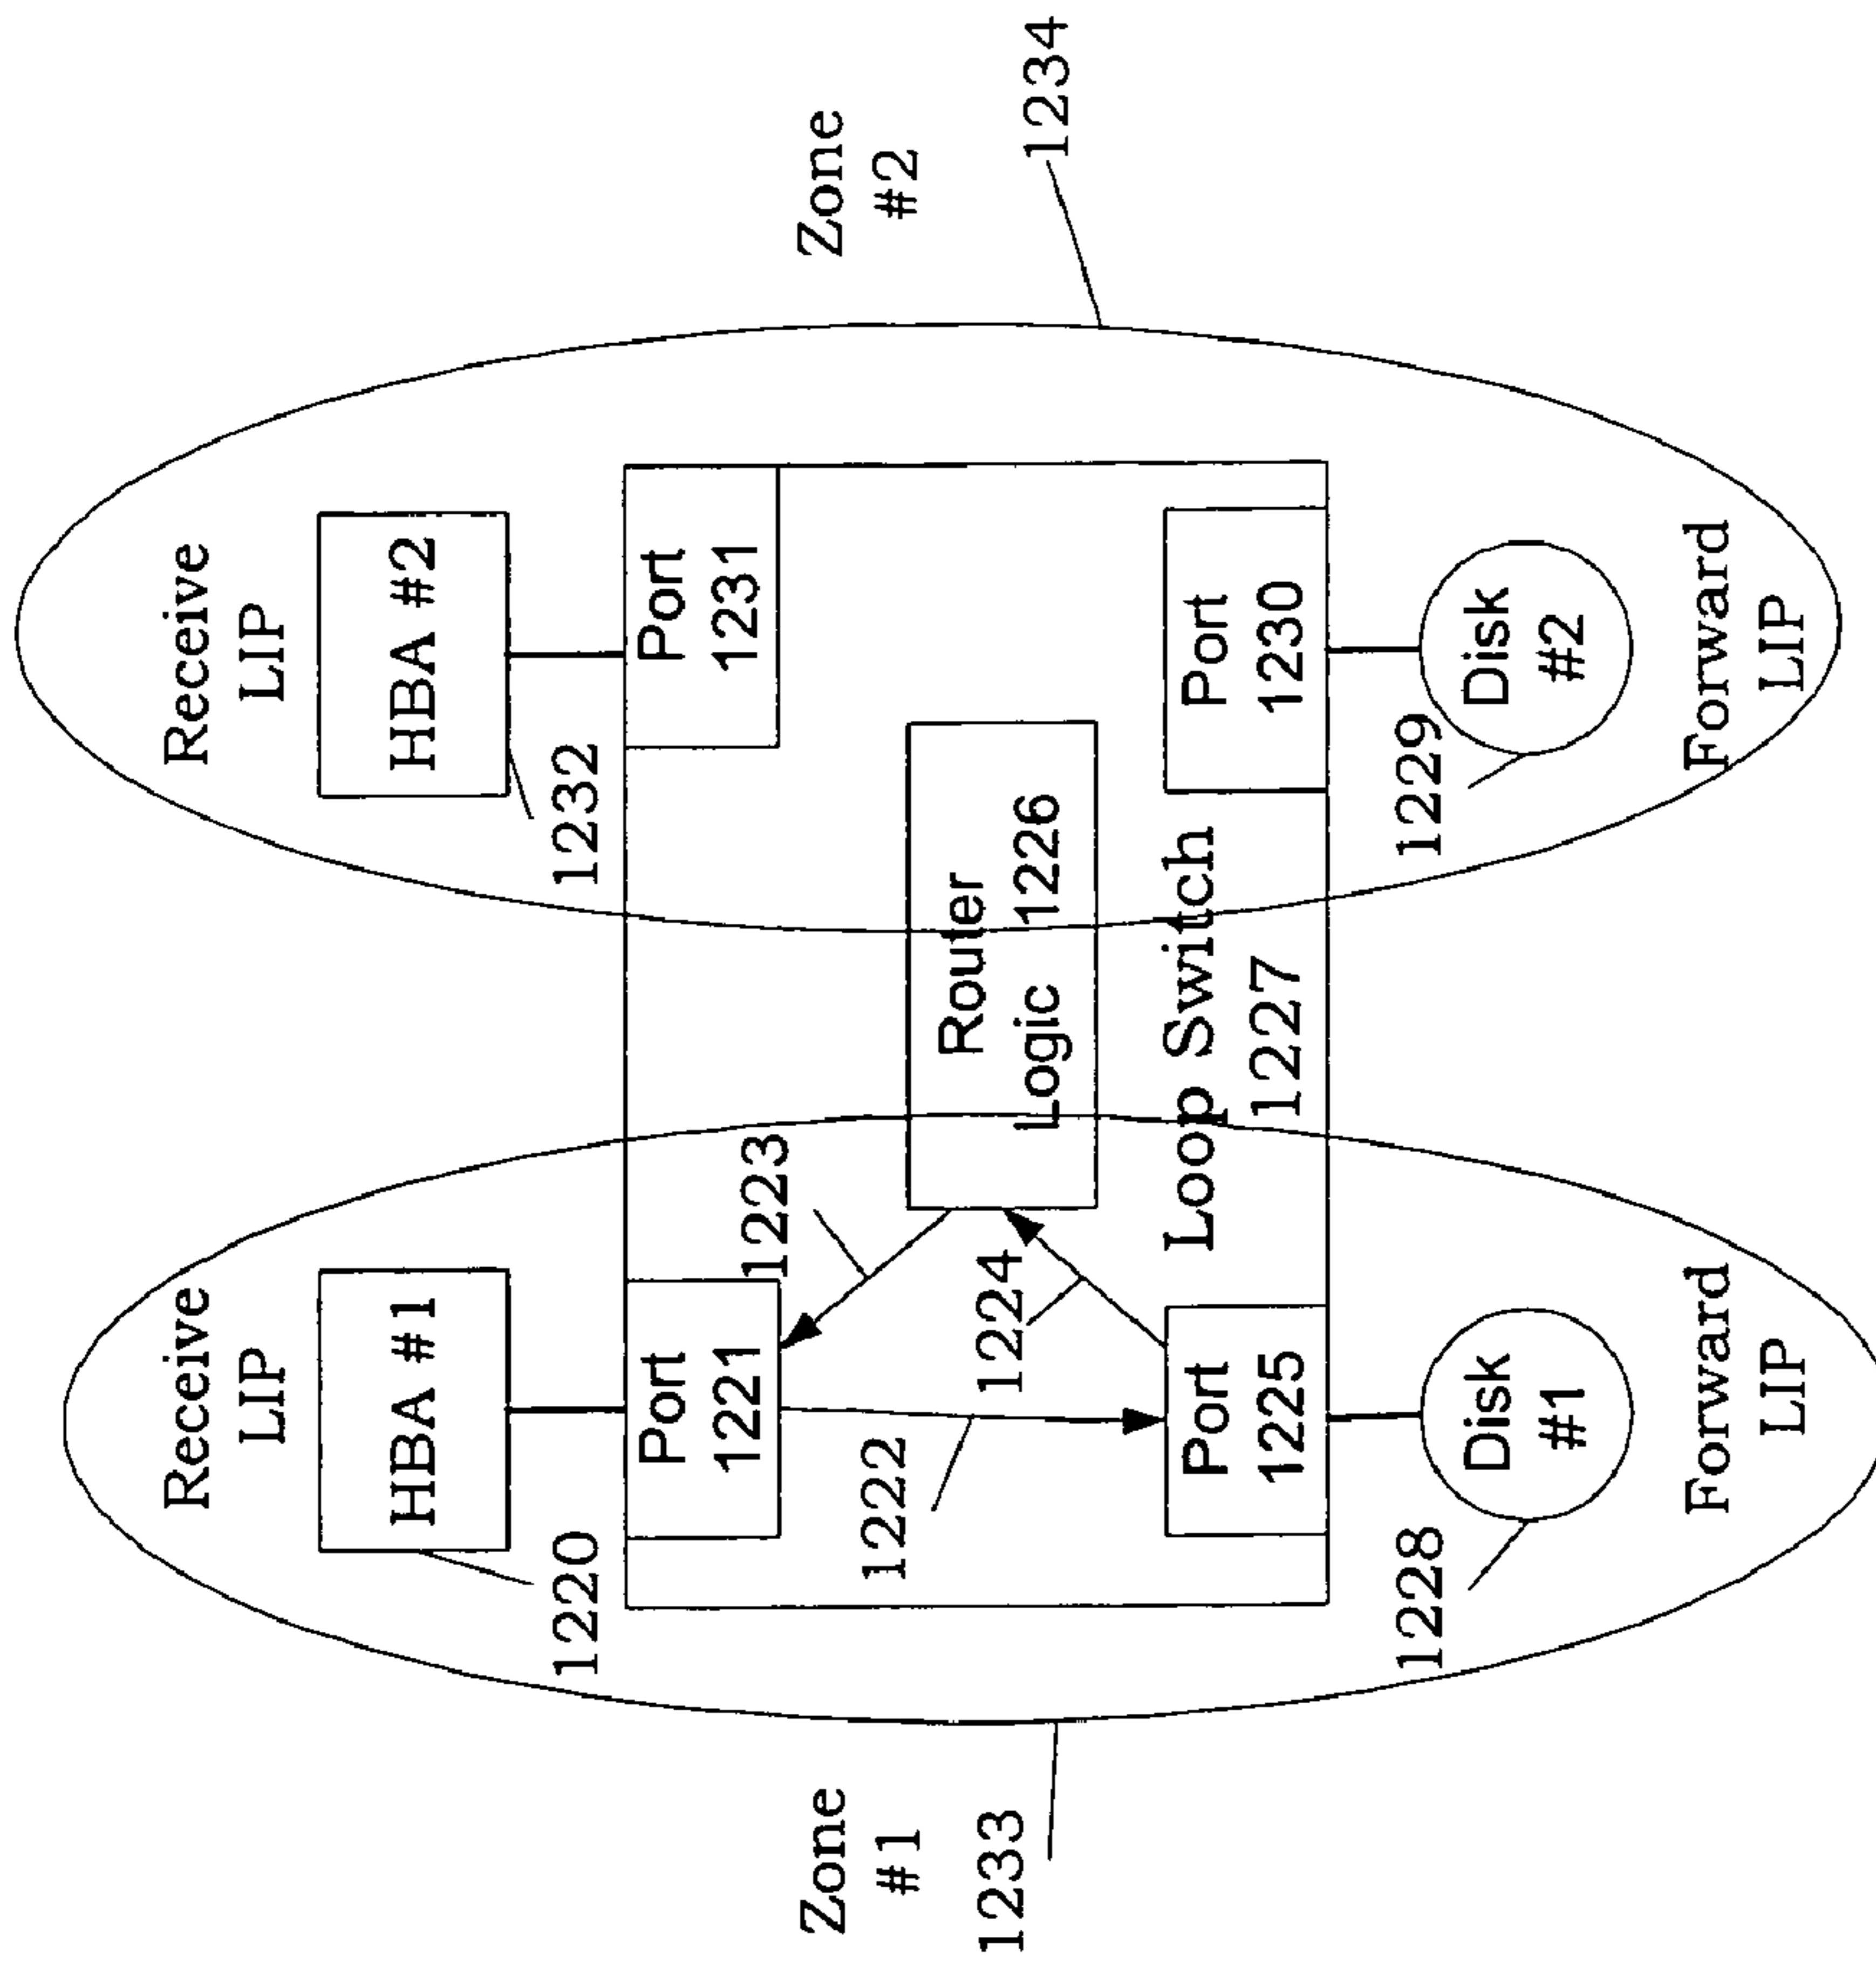 Receive
LIP
HBA #1
1220
Port
1221
1223
1222
1224
Port
1225
1228
Disk
#1
Forward
LIP
Zone
#1
1233
Router
Logic 1226
Loop Switch
1227
Receive
LIP
HBA #2
1232
Port
1231
Port
1230
1229
Disk
#2
Forward
LIP
Zone
#2
1234